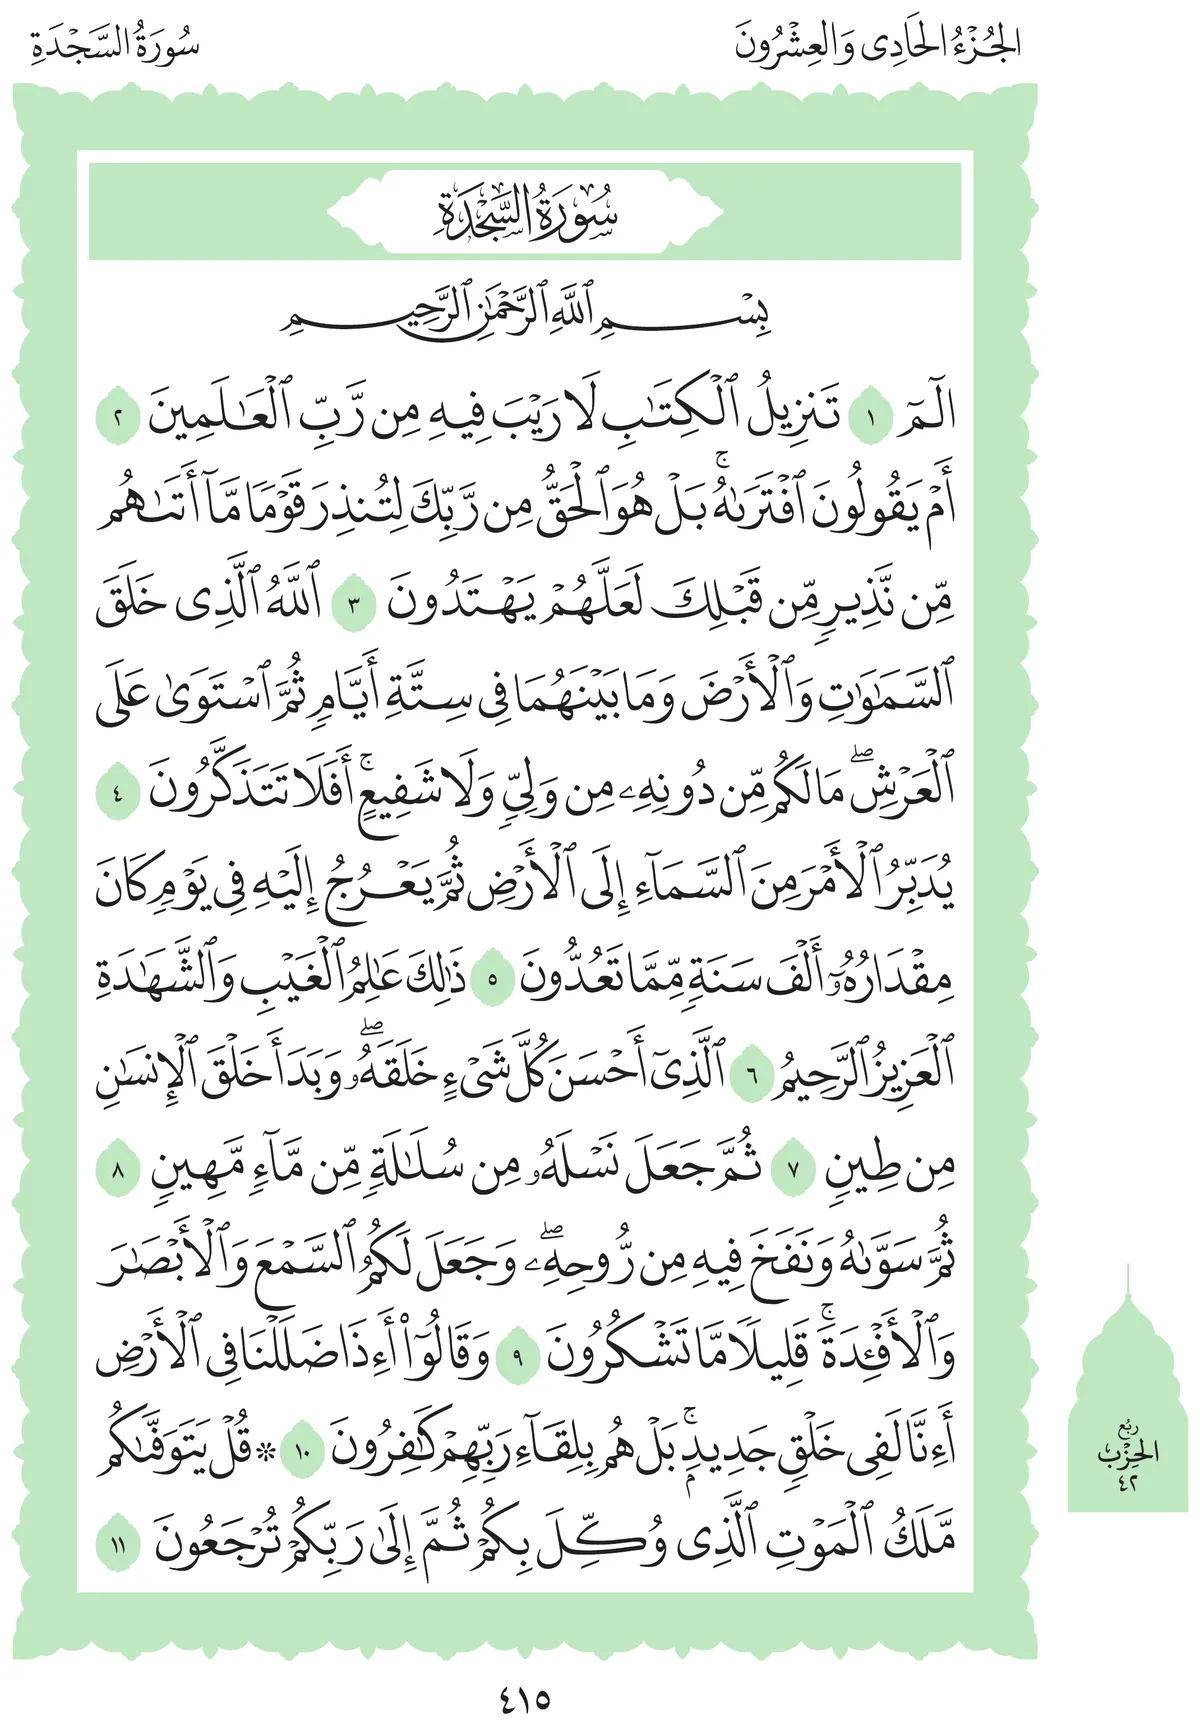 الجُزْءُ الحَادِى وَالعِشْرُونَ
سُورَةُ السَّجْدَةِ
سُورَةُ السَّجْدَةِ
بِسْمِ ٱللَّهِ ٱلرَّحْمَٰنِ ٱلرَّحِيمِ
الٓمٓ ١ تَنزِيلُ ٱلْكِتَٰبِ لَا رَيْبَ فِيهِ مِن رَّبِّ ٱلْعَٰلَمِينَ ٢
أَمْ يَقُولُونَ ٱفْتَرَىٰهُۚ بَلْ هُوَ ٱلْحَقُّ مِن رَّبِّكَ لِتُنذِرَ قَوْمًا مَّآ أَتَىٰهُم
مِّن نَّذِيرٍ مِّن قَبْلِكَ لَعَلَّهُمْ يَهْتَدُونَ ٣ ٱللَّهُ ٱلَّذِى خَلَقَ
ٱلسَّمَٰوَٰتِ وَٱلْأَرْضَ وَمَا بَيْنَهُمَا فِى سِتَّةِ أَيَّامٍ ثُمَّ ٱسْتَوَىٰ عَلَى
ٱلْعَرْشِۖ مَا لَكُم مِّن دُونِهِۦ مِن وَلِىٍّ وَلَا شَفِيعٍۚ أَفَلَا تَتَذَكَّرُونَ ٤
يُدَبِّرُ ٱلْأَمْرَ مِنَ ٱلسَّمَآءِ إِلَى ٱلْأَرْضِ ثُمَّ يَعْرُجُ إِلَيْهِ فِى يَوْمٍ كَانَ
مِقْدَارُهُۥٓ أَلْفَ سَنَةٍ مِّمَّا تَعُدُّونَ ٥ ذَٰلِكَ عَٰلِمُ ٱلْغَيْبِ وَٱلشَّهَٰدَةِ
ٱلْعَزِيزُ ٱلرَّحِيمُ ٦ ٱلَّذِىٓ أَحْسَنَ كُلَّ شَىْءٍ خَلَقَهُۥۖ وَبَدَأَ خَلْقَ ٱلْإِنسَٰنِ
مِن طِينٍ ٧ ثُمَّ جَعَلَ نَسْلَهُۥ مِن سُلَٰلَةٍ مِّن مَّآءٍ مَّهِينٍ ٨
ثُمَّ سَوَّىٰهُ وَنَفَخَ فِيهِ مِن رُّوحِهِۦۖ وَجَعَلَ لَكُمُ ٱلسَّمْعَ وَٱلْأَبْصَٰرَ
وَٱلْأَفْـِٔدَةَۚ قَلِيلًا مَّا تَشْكُرُونَ ٩ وَقَالُوٓا۟ أَءِذَا ضَلَلْنَا فِى ٱلْأَرْضِ
أَءِنَّا لَفِى خَلْقٍ جَدِيدٍۭۚ بَلْ هُم بِلِقَآءِ رَبِّهِمْ كَٰفِرُونَ ١٠ * قُلْ يَتَوَفَّىٰكُم
مَّلَكُ ٱلْمَوْتِ ٱلَّذِى وُكِّلَ بِكُمْ ثُمَّ إِلَىٰ رَبِّكُمْ تُرْجَعُونَ ١١
رُبع
الحِزْب
٤٢
٤١٥